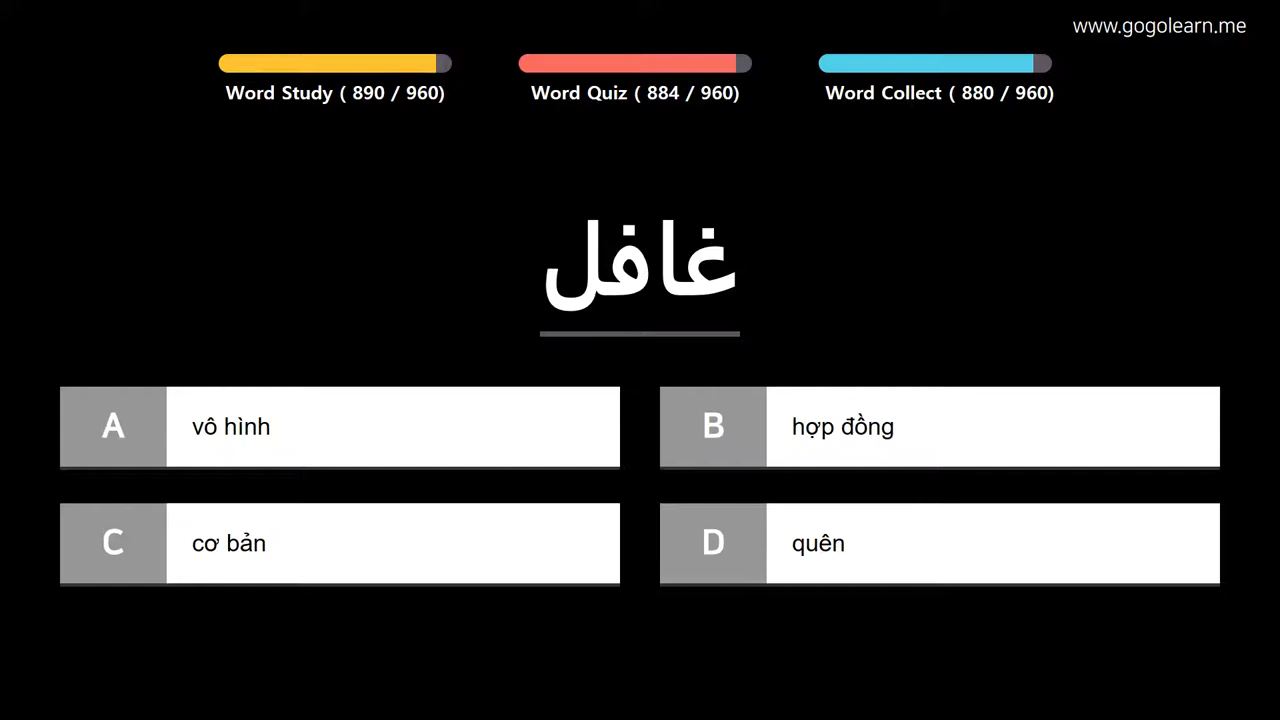 www.gogolearn.me
Word Study ( 890 / 960)
Word Quiz ( 884 / 960)
Word Collect ( 880 / 960)
غافل
A
vô hình
B
hợp đồng
C
cơ bản
D
quên